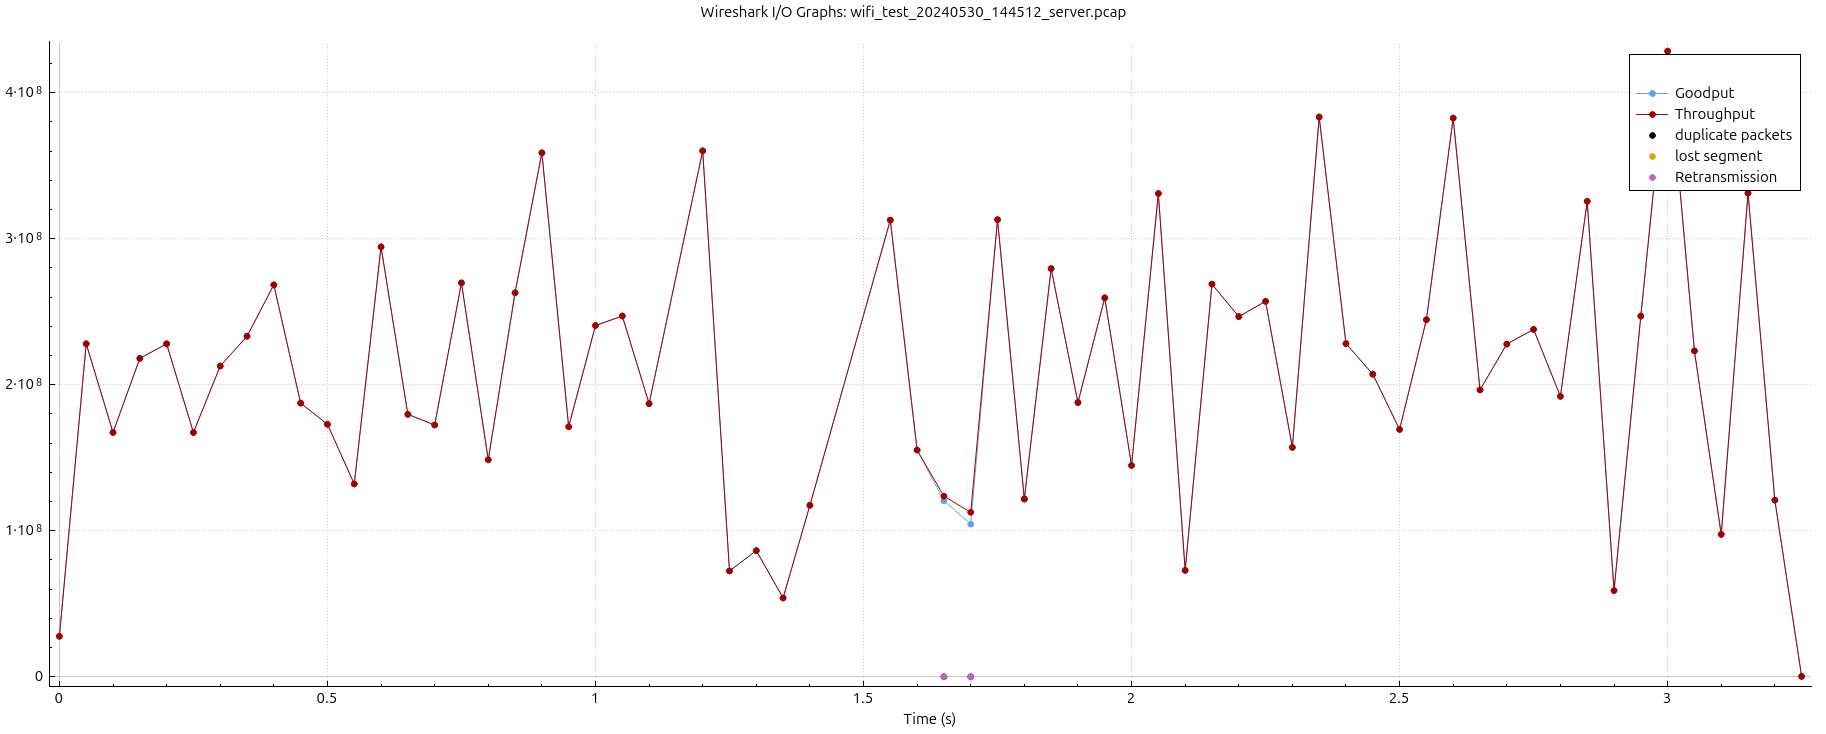 Wireshark I/O Graphs: wifi_test_20240530_144512_server.pcap
4·10⁸
3·10⁸
2·10⁸
1·10⁸
0
Goodput
Throughput
duplicate packets
lost segment
Retransmission
0 0.5 1 1.5 2 2.5 3
Time (s)